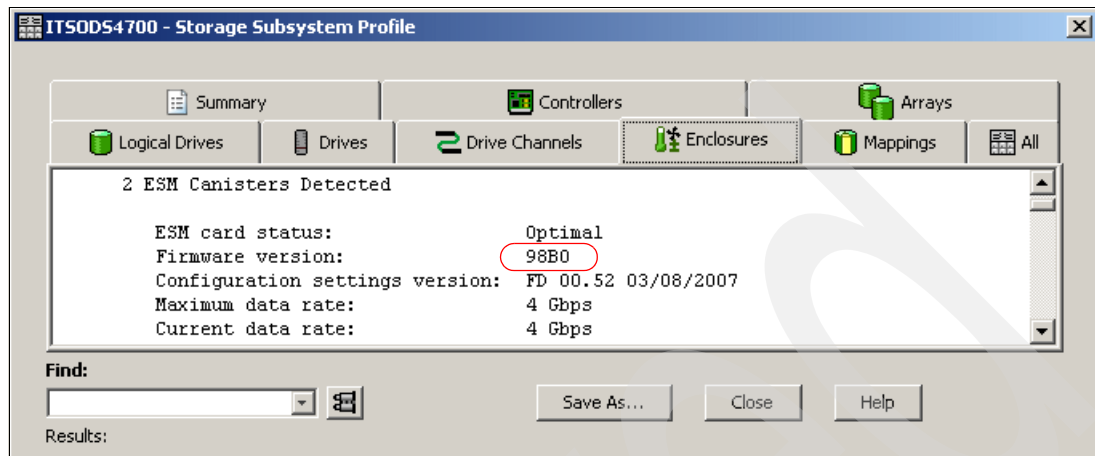 ITSODS4700 - Storage Subsystem Profile
Summary Controllers Arrays
Logical Drives Drives Drive Channels Enclosures Mappings All
2 ESM Canisters Detected
ESM card status: Optimal
Firmware version: 98B0
Configuration settings version: FD 00.52 03/08/2007
Maximum data rate: 4 Gbps
Current data rate: 4 Gbps
Find:
Save As... Close Help
Results: